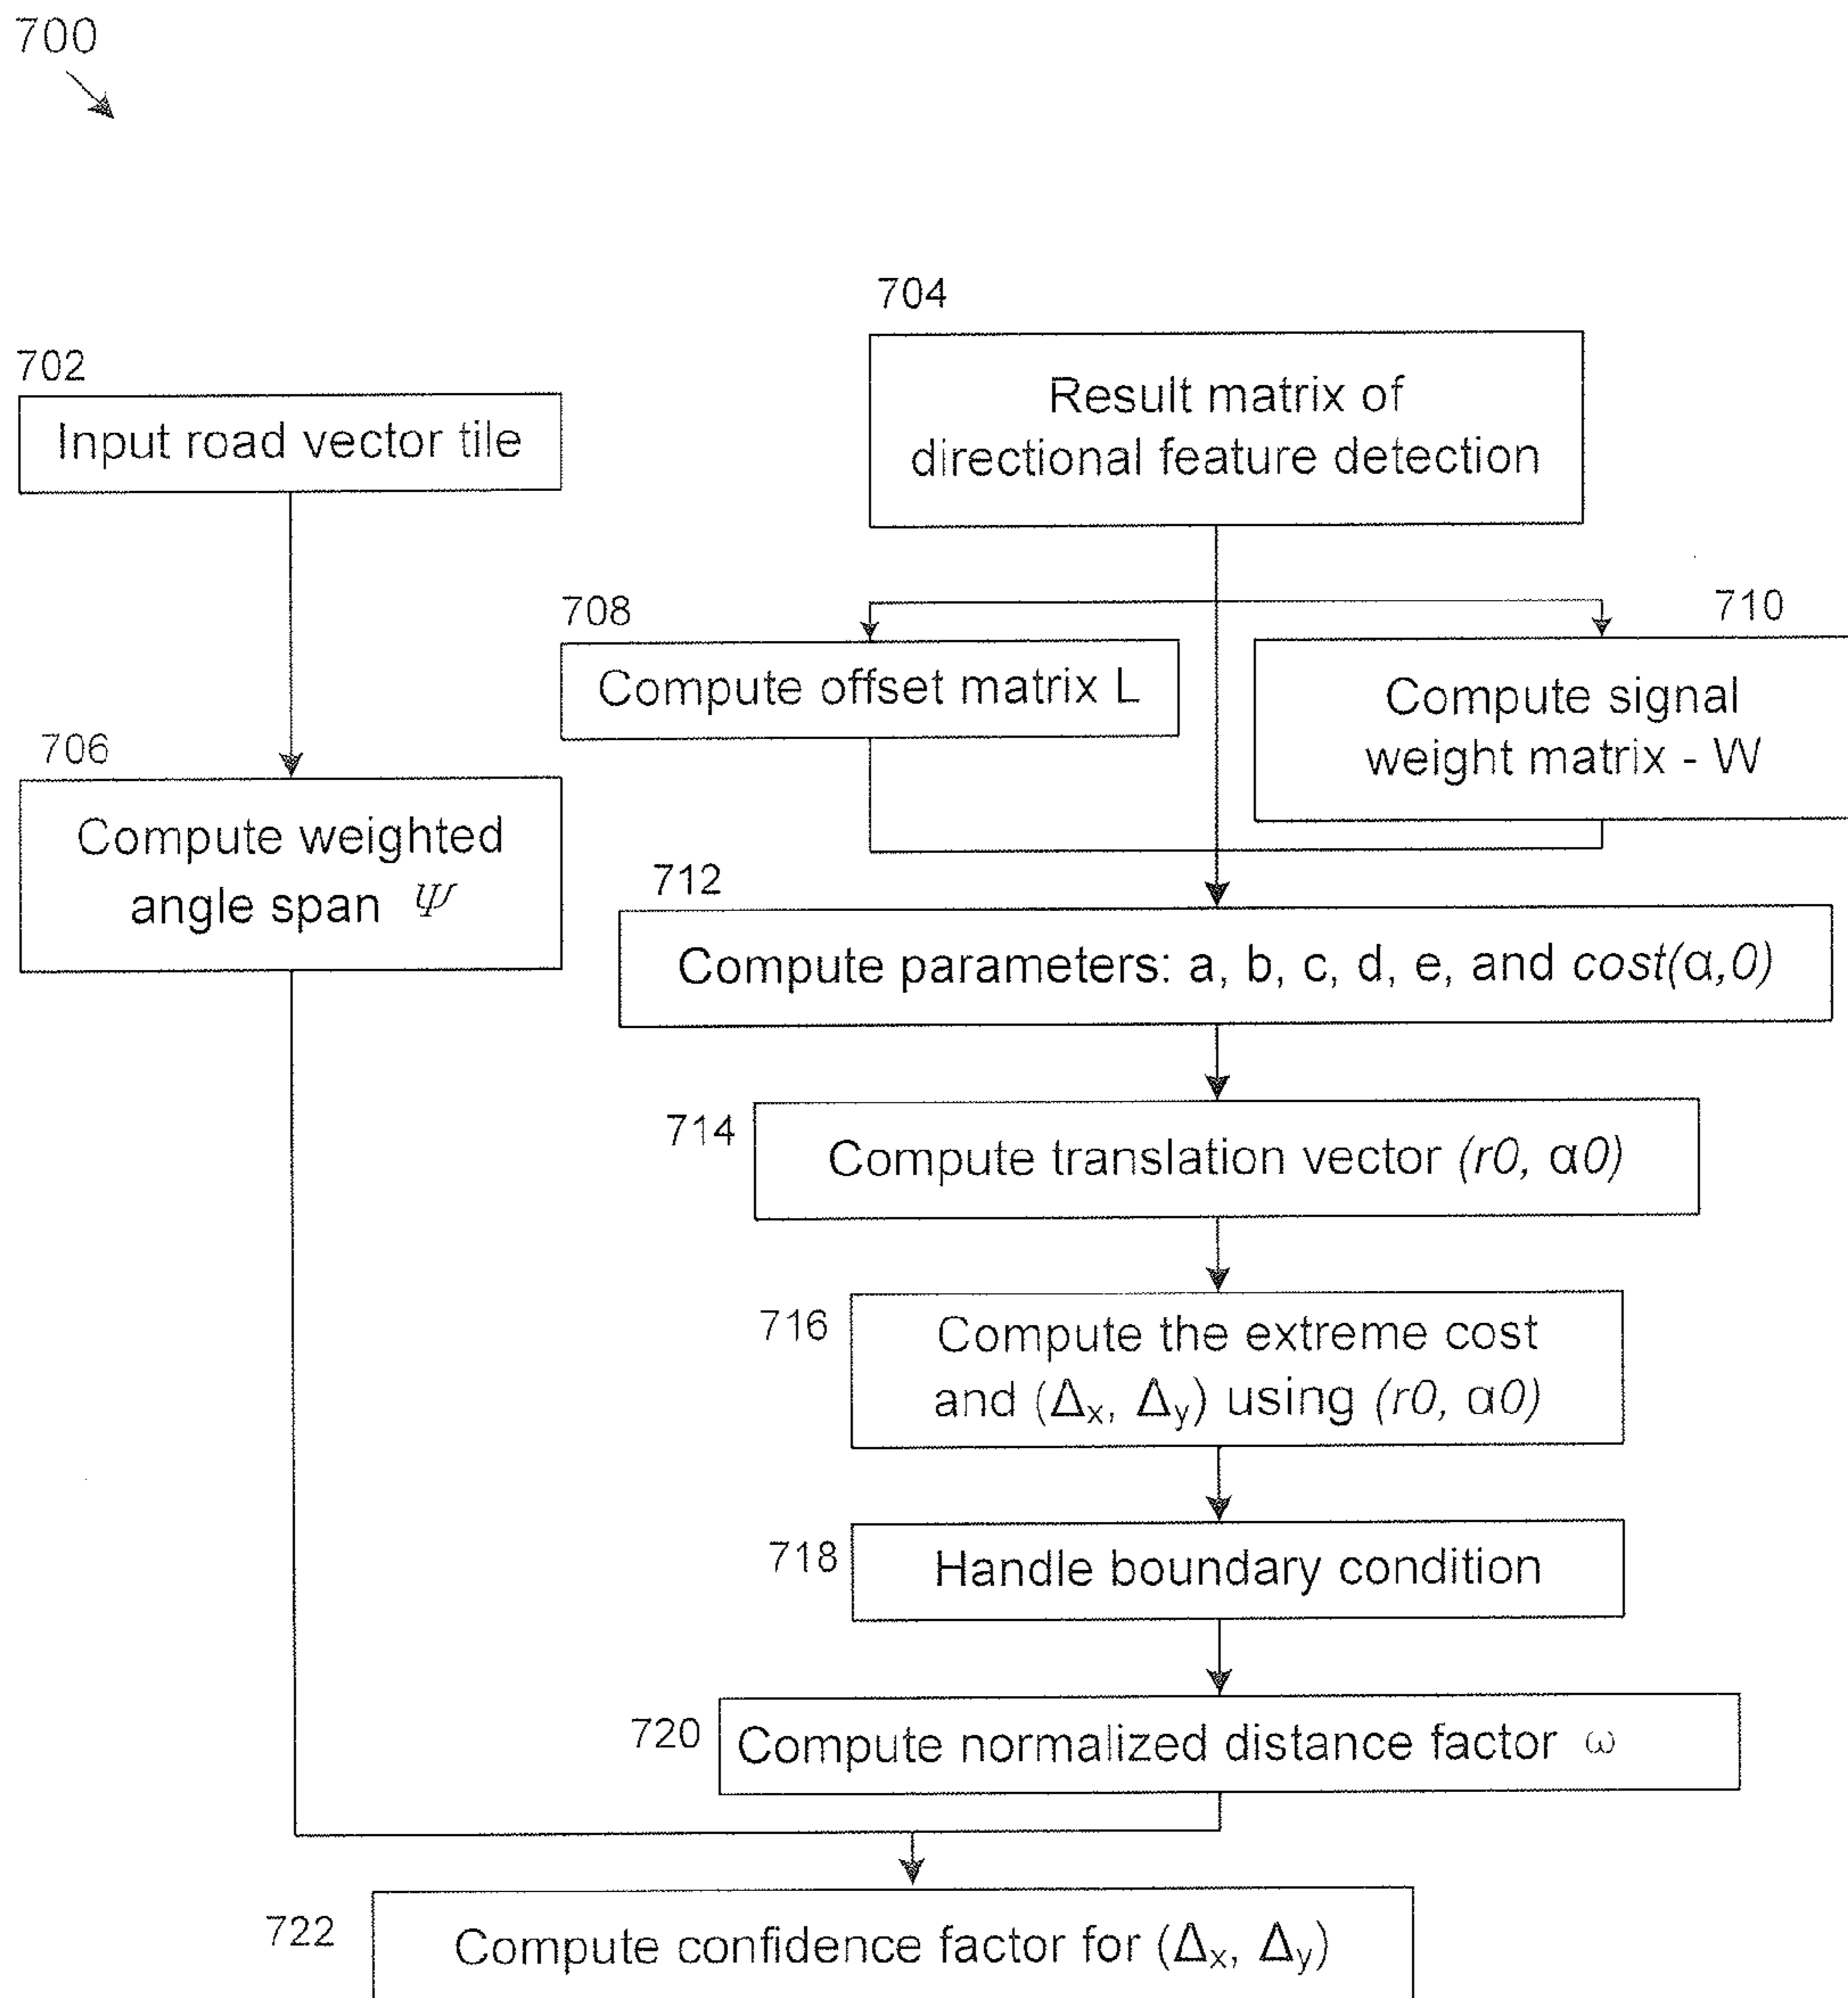 700
704
Result matrix of
directional feature detection
702
Input road vector tile
708
Compute offset matrix L
710
Compute signal
weight matrix - W
706
Compute weighted
angle span Ψ
712
Compute parameters: a, b, c, d, e, and cost(α,0)
714
Compute translation vector (r0, α0)
716
Compute the extreme cost
and (Δx, Δy) using (r0, α0)
718
Handle boundary condition
720
Compute normalized distance factor ω
722
Compute confidence factor for (Δx, Δy)